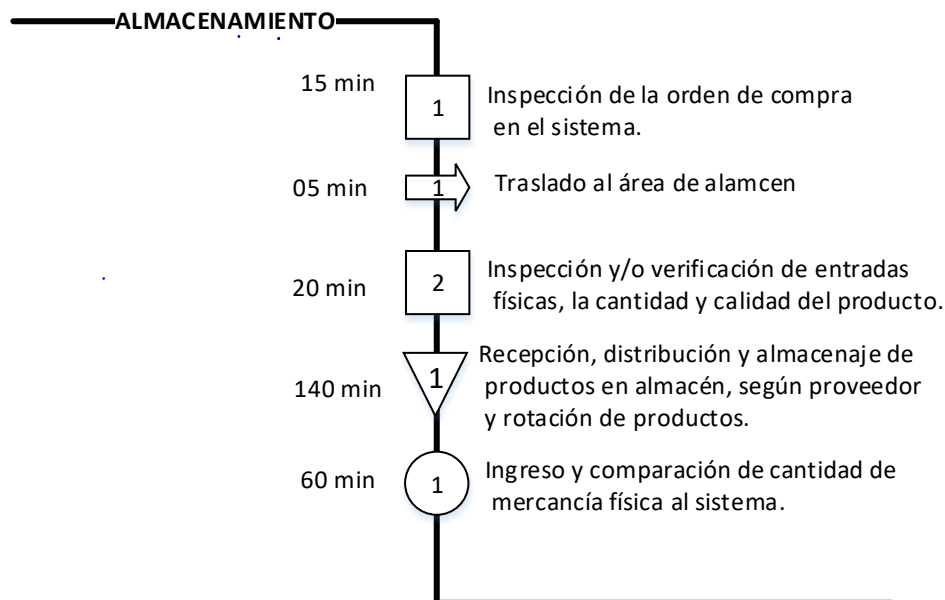 ALMACENAMIENTO
15 min
1
Inspección de la orden de compra
en el sistema.
05 min
1
Traslado al área de alamcen
20 min
2
Inspección y/o verificación de entradas
físicas, la cantidad y calidad del producto.
140 min
1
Recepción, distribución y almacenaje de
productos en almacén, según proveedor
y rotación de productos.
60 min
1
Ingreso y comparación de cantidad de
mercancía física al sistema.